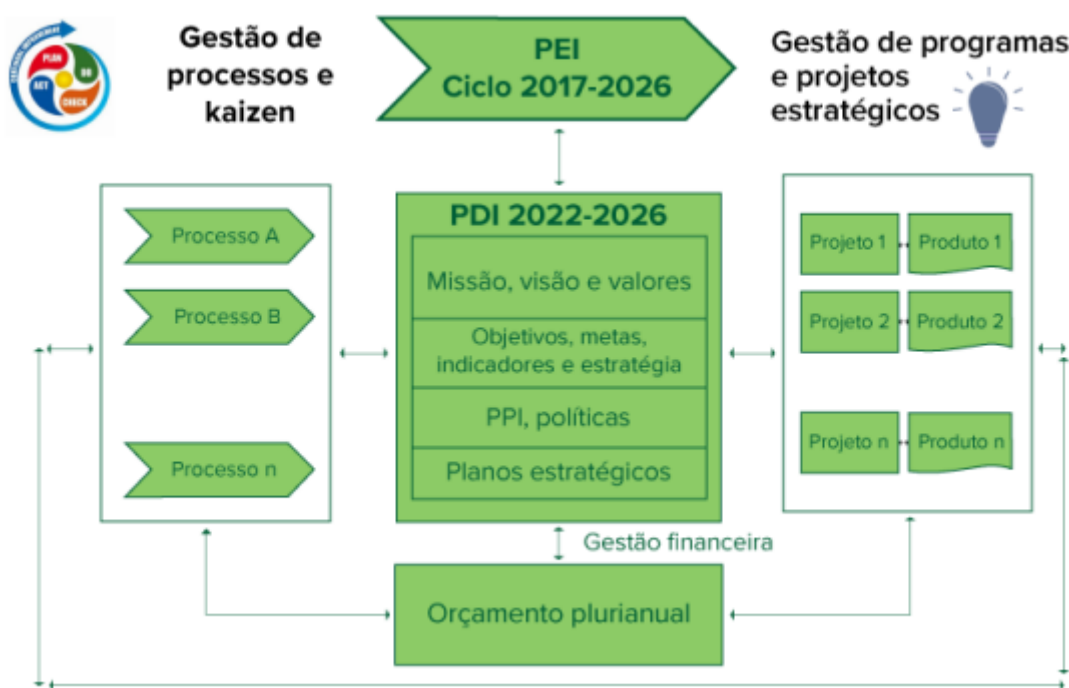 PLAN
DO
ACT
CHECK
Gestão de
processos e
kaizen
PEI
Ciclo 2017-2026
Gestão de programas
e projetos
estratégicos
Processo A
Processo B
Processo n
PDI 2022-2026
Missão, visão e valores
Objetivos, metas,
indicadores e estratégia
PPI, políticas
Planos estratégicos
Projeto 1
Produto 1
Projeto 2
Produto 2
Projeto n
Produto n
Gestão financeira
Orçamento plurianual